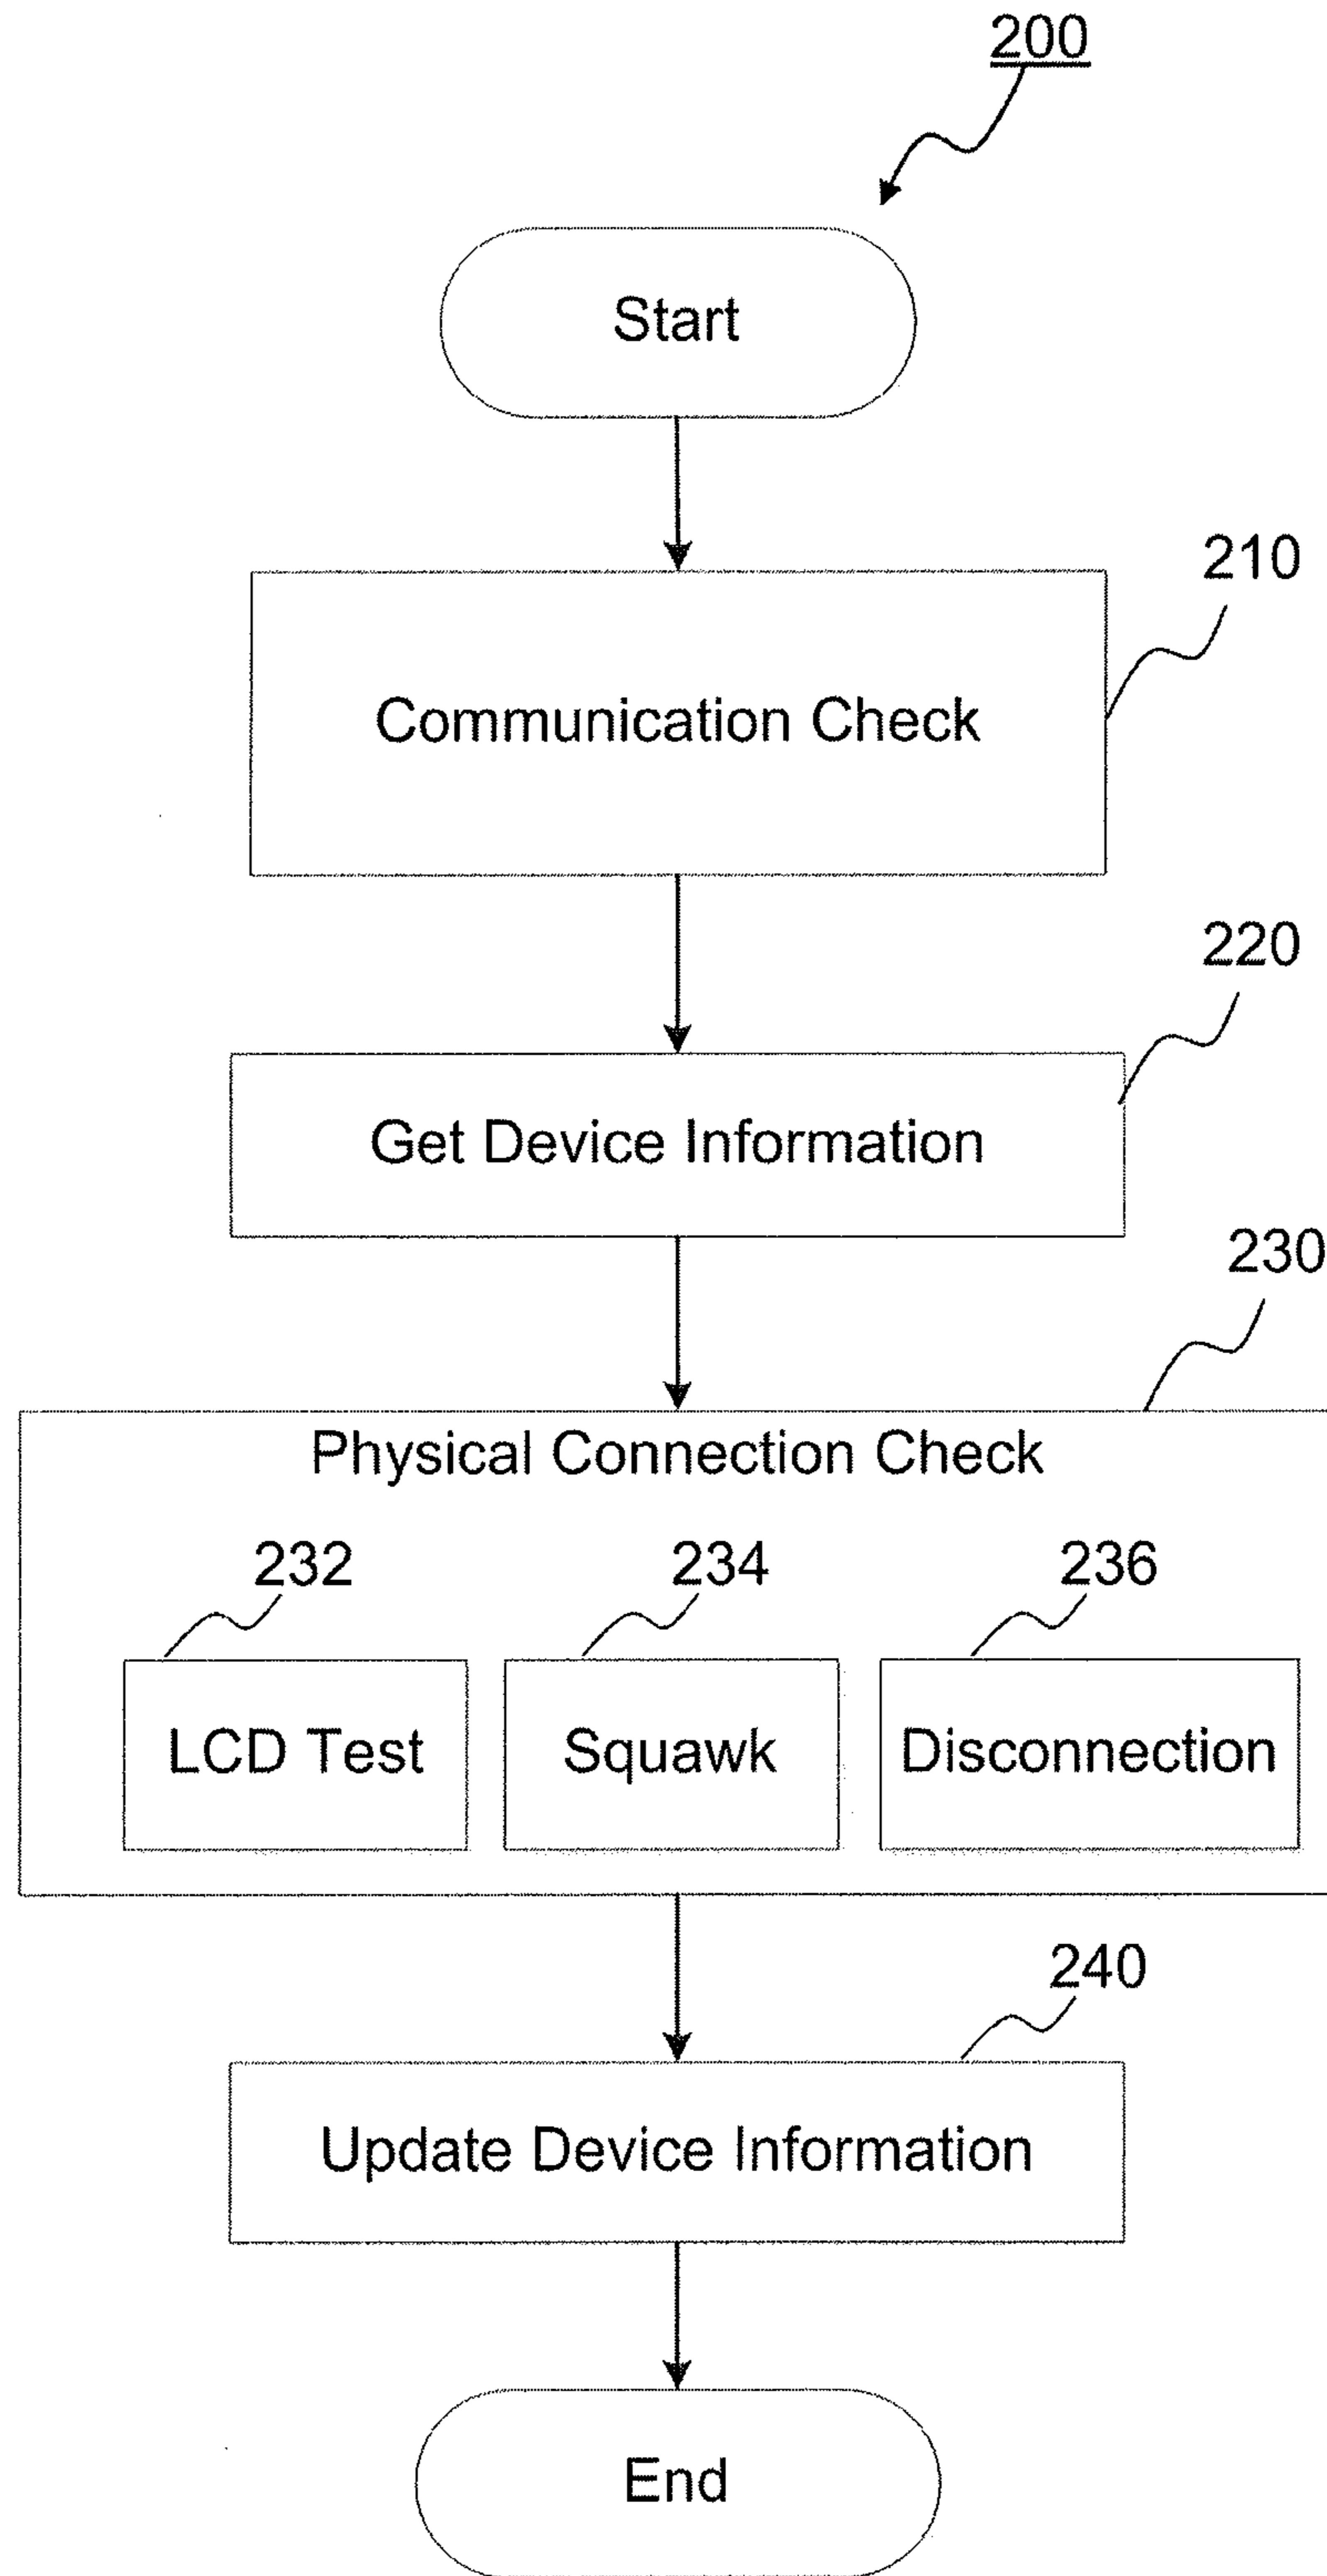 200
Start
210
Communication Check
220
Get Device Information
230
Physical Connection Check
232 234 236
LCD Test Squawk Disconnection
240
Update Device Information
End